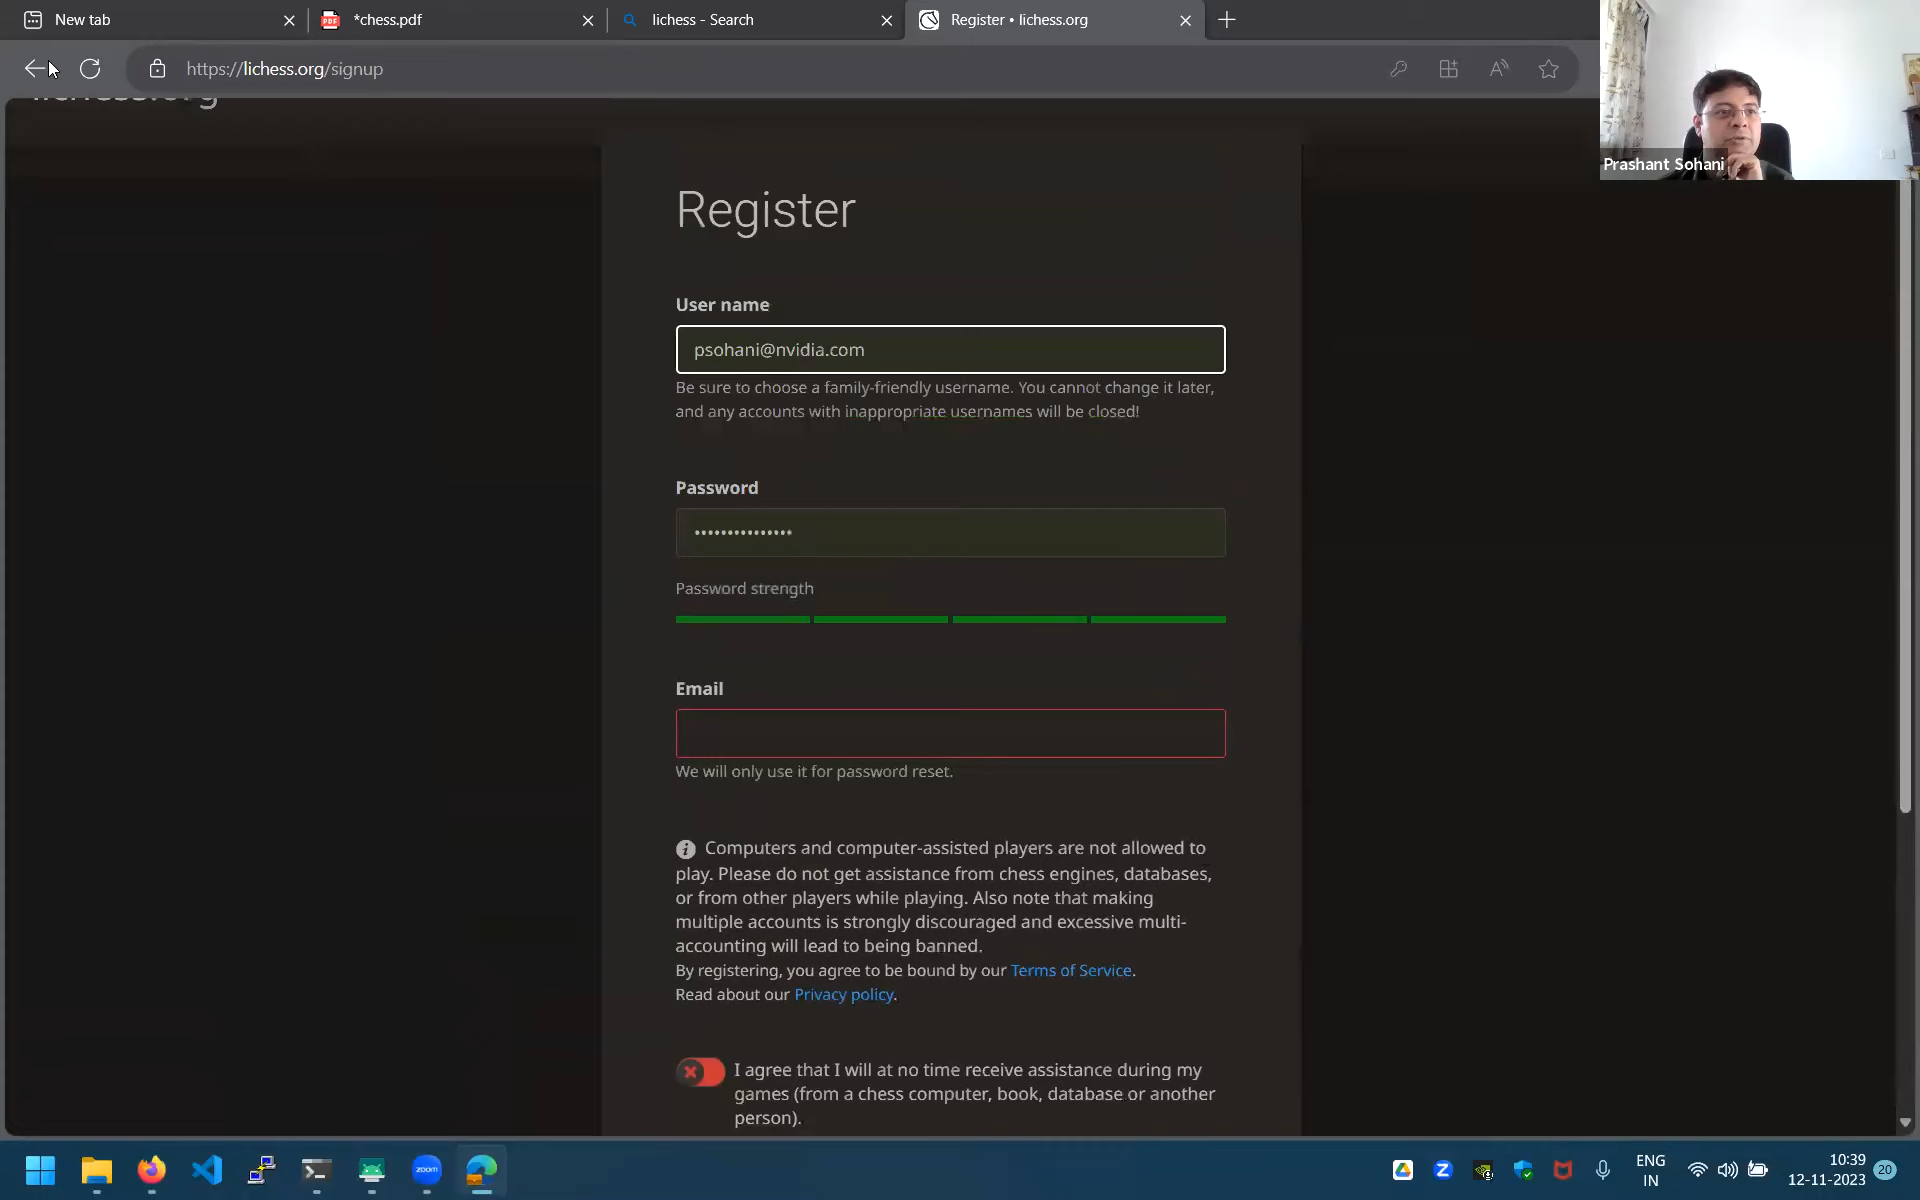 New tab
*chess.pdf
lichess - Search
Register • lichess.org
https://lichess.org/signup
lichess.org
Prashant Sohani
Register
User name
psohani@nvidia.com
Be sure to choose a family-friendly username. You cannot change it later,
and any accounts with inappropriate usernames will be closed!
Password
•••••••••••••••
Password strength
Email
We will only use it for password reset.
Computers and computer-assisted players are not allowed to
play. Please do not get assistance from chess engines, databases,
or from other players while playing. Also note that making
multiple accounts is strongly discouraged and excessive multi-
accounting will lead to being banned.
By registering, you agree to be bound by our Terms of Service.
Read about our Privacy policy.
I agree that I will at no time receive assistance during my
games (from a chess computer, book, database or another
person).
zoom
ENG
IN
10:39
12-11-2023
20